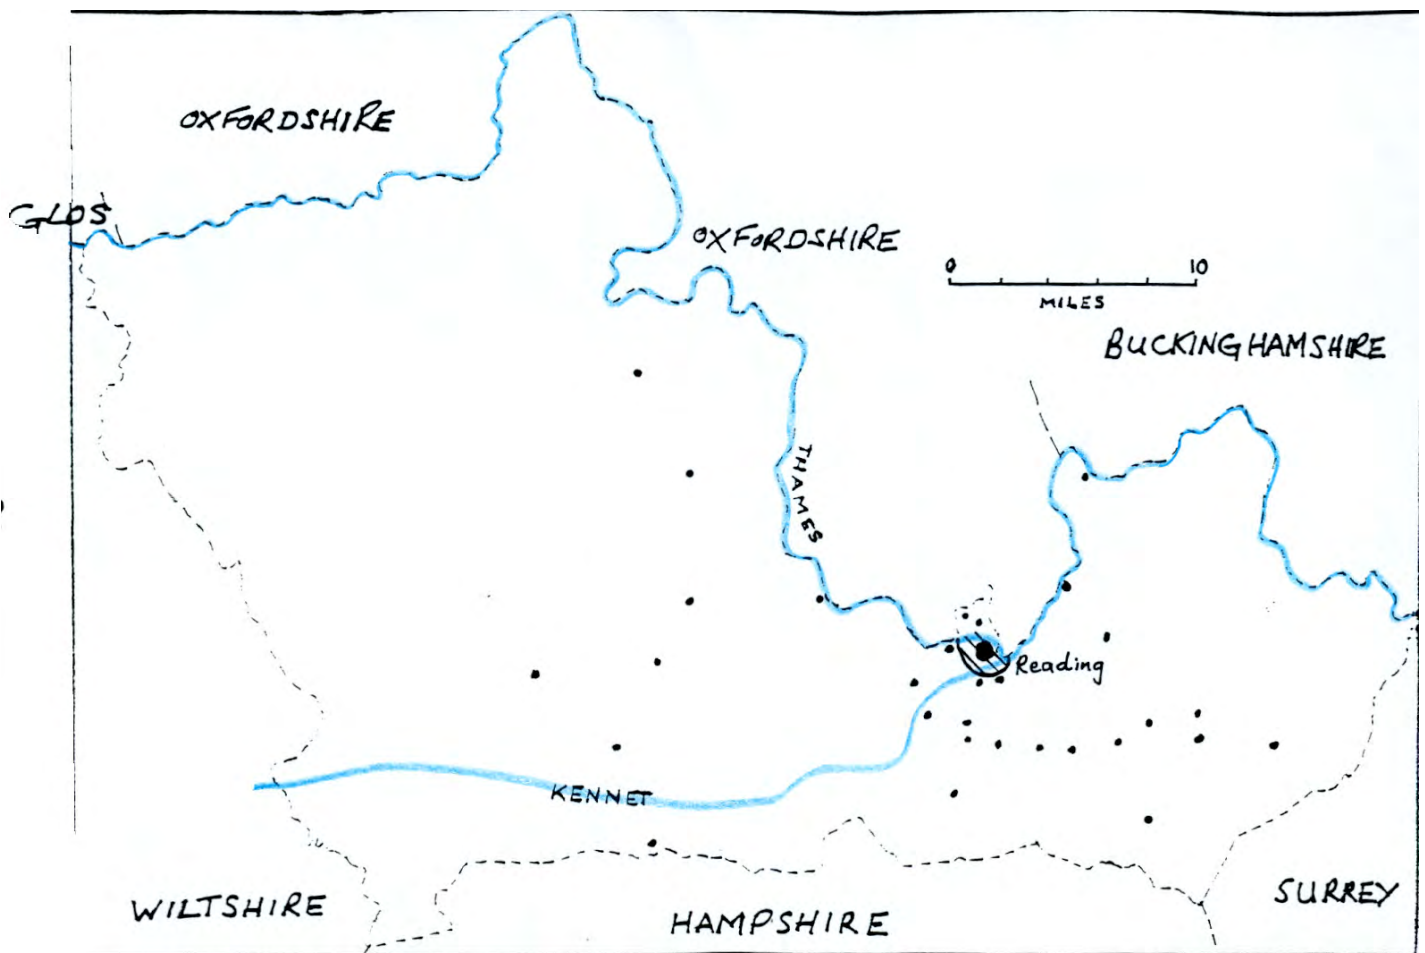 OXFORDSHIRE
GLOS
OXFORDSHIRE
0 10
MILES
BUCKINGHAMSHIRE
THAMES
Reading
KENNET
WILTSHIRE
HAMPSHIRE
SURREY